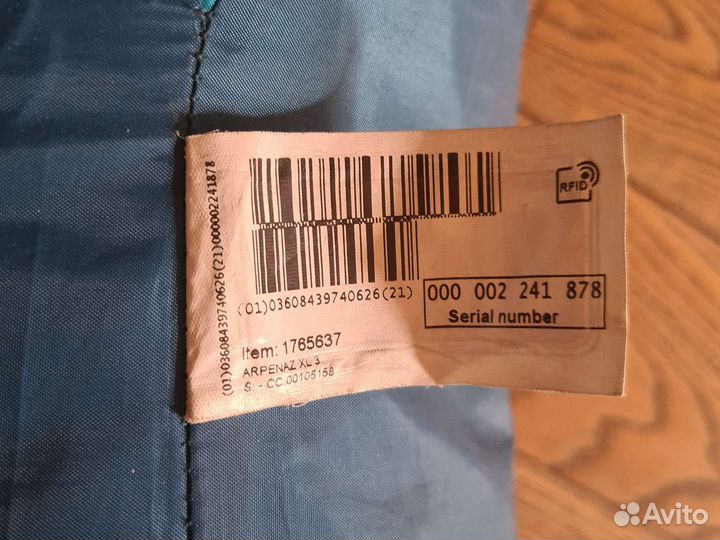 (01)03608439740626(21)000002241878
RFID
(01)03608439740626(21)
000 002 241 878
Serial number
Item: 1765637
ARPENAZ XL 3
S: - CC:00105158
Avito